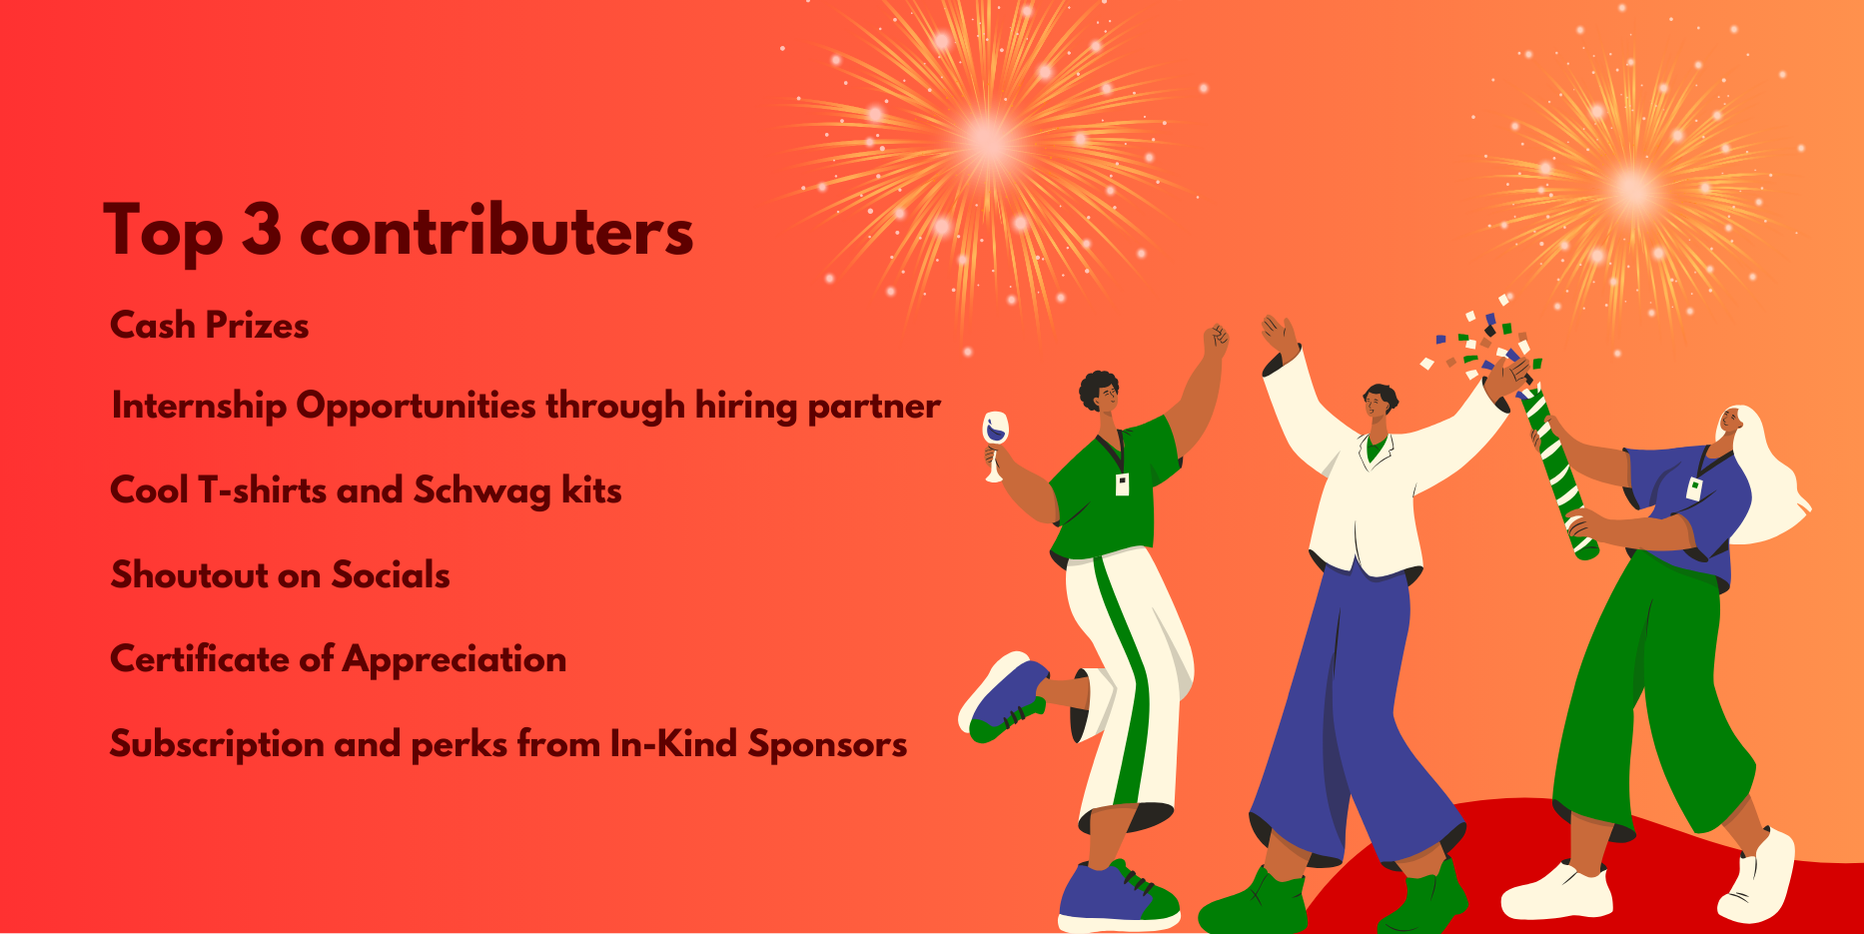 Top 3 contributers
Cash Prizes
Internship Opportunities through hiring partner
Cool T-shirts and Schwag kits
Shoutout on Socials
Certificate of Appreciation
Subscription and perks from In-Kind Sponsors